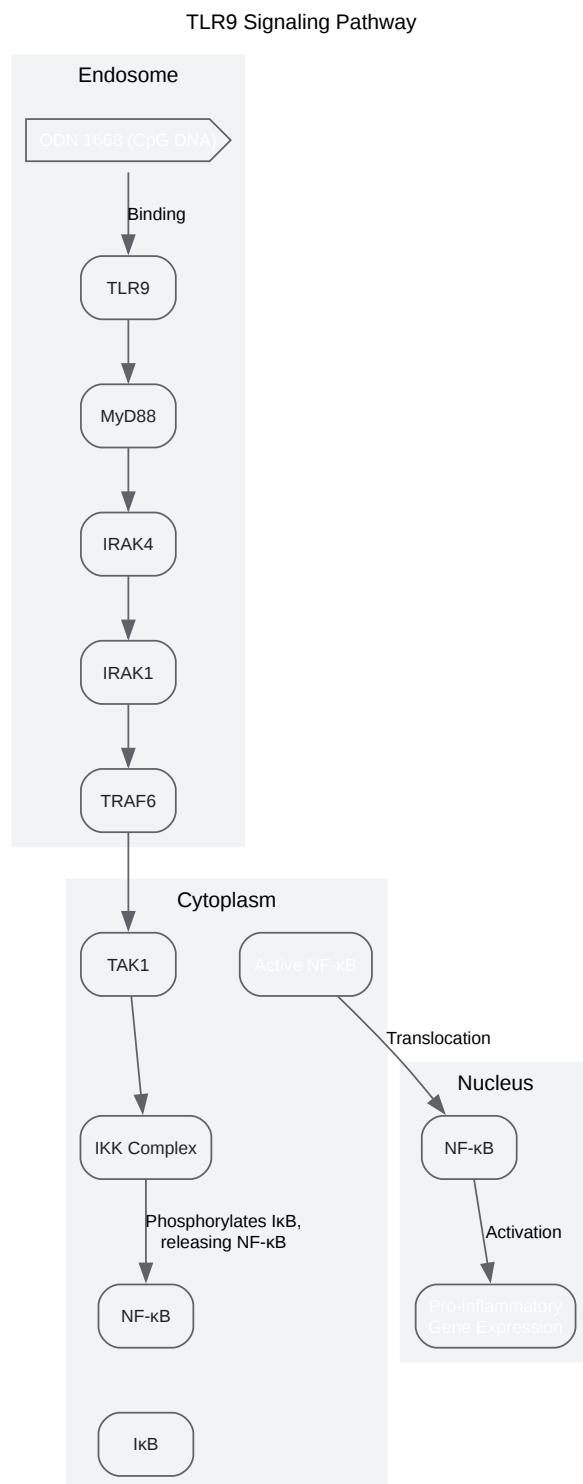 TLR9 Signaling Pathway
Endosome
ODN 1668 (CpG DNA)
Binding
TLR9
MyD88
IRAK4
IRAK1
TRAF6
Cytoplasm
TAK1
Active NF-κB
Translocation
Nucleus
IKK Complex
NF-κB
Phosphorylates IκB,
releasing NF-κB
Activation
NF-κB
Pro-inflammatory
Gene Expression
IκB